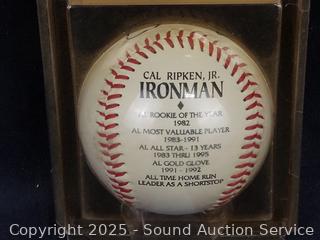 CAL RIPKEN, JR.
IRONMAN
AL ROOKIE OF THE YEAR
1982
AL MOST VALUABLE PLAYER
1983-1991
AL ALL STAR - 13 YEARS
1983 THRU 1995
AL GOLD GLOVE
1991 - 1992
ALL TIME HOME RUN
LEADER AS A SHORTSTOP
Copyright 2025 - Sound Auction Service